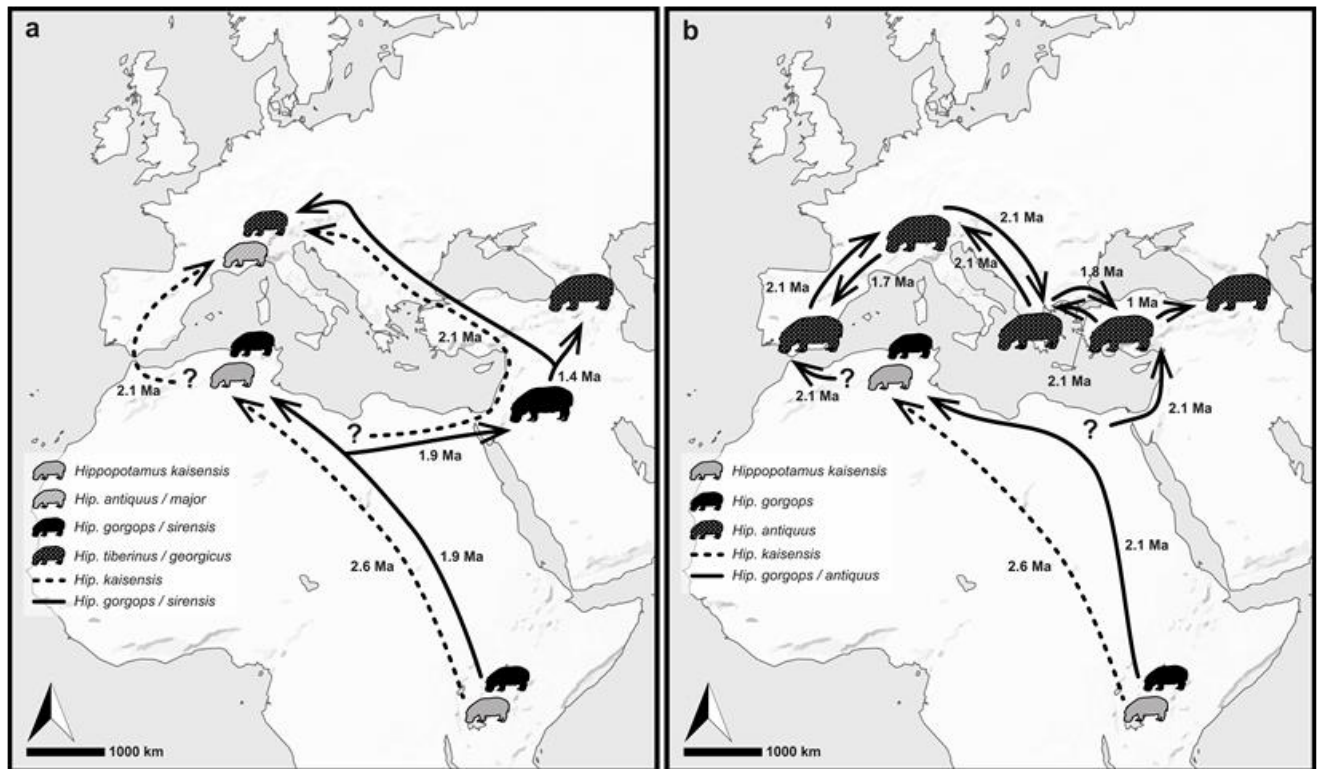 a
2.1 Ma
?
2.1 Ma
?
1.4 Ma
1.9 Ma
2.6 Ma
1.9 Ma
Hippopotamus kaisensis
Hip. antiquus / major
Hip. gorgops / sirensis
Hip. tiberinus / georgicus
Hip. kaisensis
Hip. gorgops / sirensis
1000 km
b
2.1 Ma
2.1 Ma
1.7 Ma
2.1 Ma
1.8 Ma
1 Ma
2.1 Ma
?
2.1 Ma
2.1 Ma
?
2.1 Ma
2.6 Ma
Hippopotamus kaisensis
Hip. gorgops
Hip. antiquus
Hip. kaisensis
Hip. gorgops / antiquus
1000 km